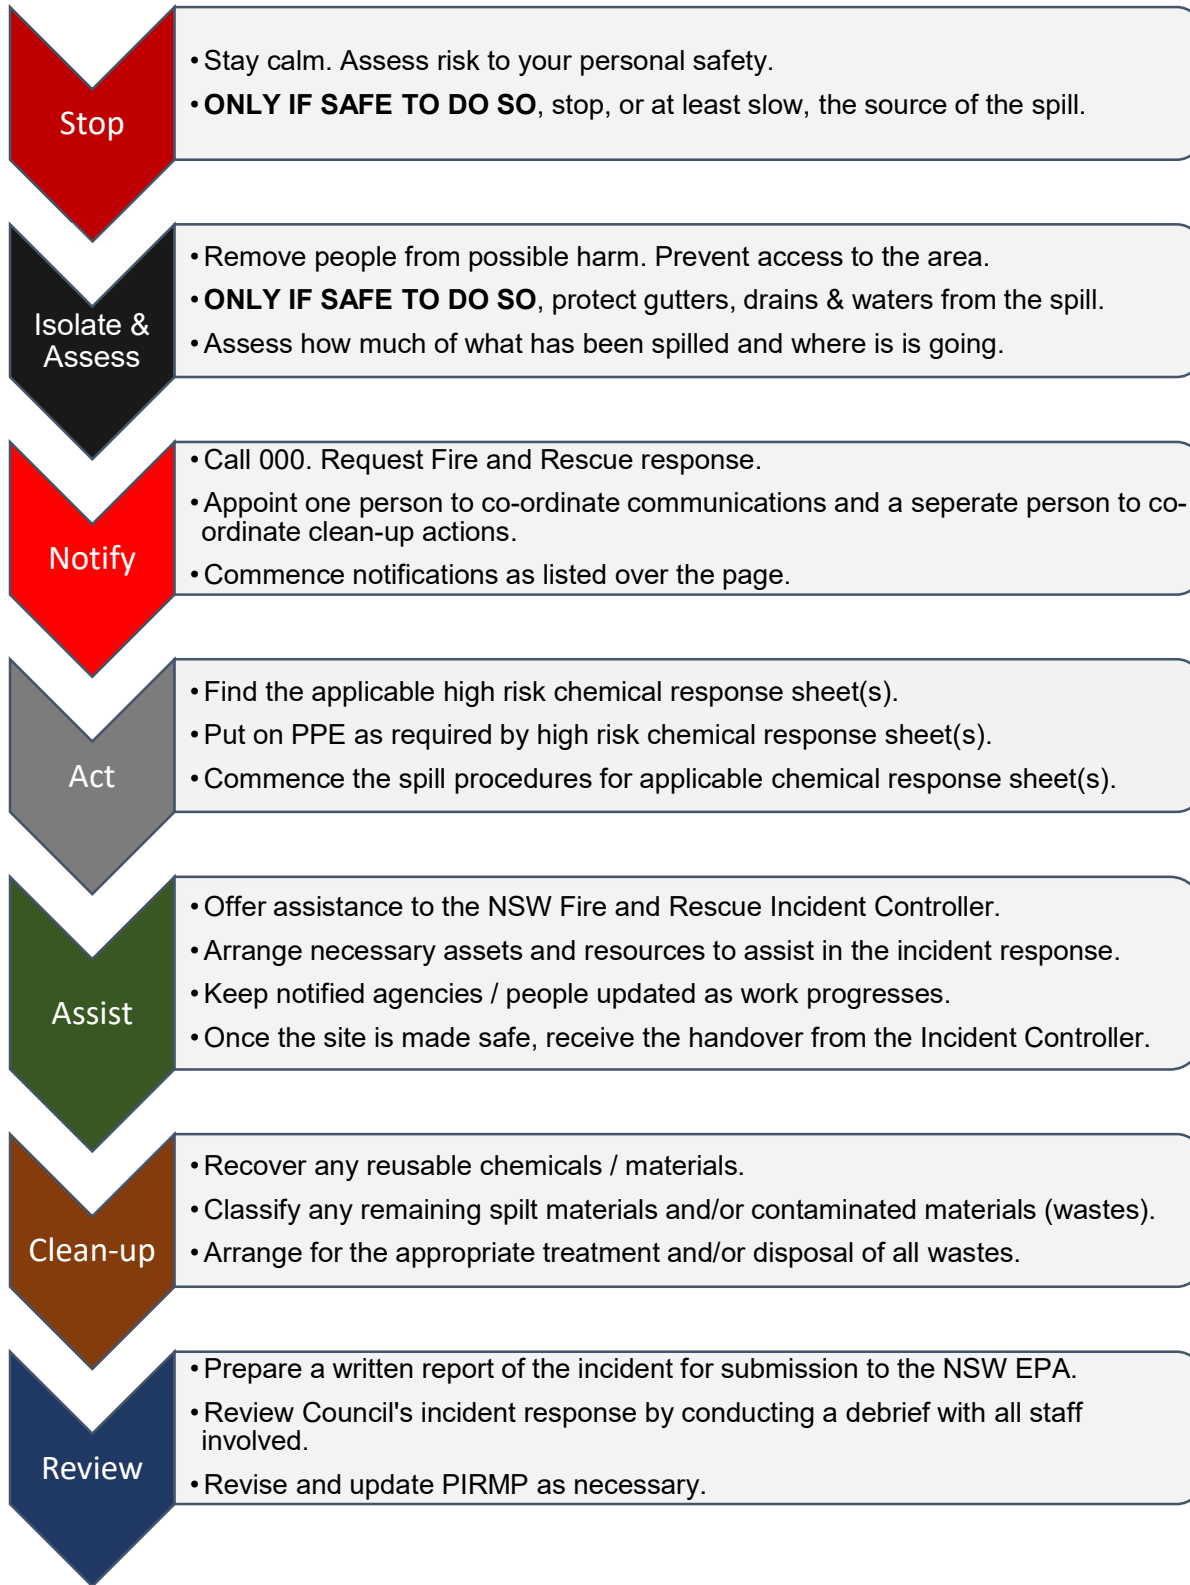 Stop
• Stay calm. Assess risk to your personal safety.
• ONLY IF SAFE TO DO SO, stop, or at least slow, the source of the spill.
Isolate &
Assess
• Remove people from possible harm. Prevent access to the area.
• ONLY IF SAFE TO DO SO, protect gutters, drains & waters from the spill.
• Assess how much of what has been spilled and where is is going.
Notify
• Call 000. Request Fire and Rescue response.
• Appoint one person to co-ordinate communications and a seperate person to co-
ordinate clean-up actions.
• Commence notifications as listed over the page.
Act
• Find the applicable high risk chemical response sheet(s).
• Put on PPE as required by high risk chemical response sheet(s).
• Commence the spill procedures for applicable chemical response sheet(s).
Assist
• Offer assistance to the NSW Fire and Rescue Incident Controller.
• Arrange necessary assets and resources to assist in the incident response.
• Keep notified agencies / people updated as work progresses.
• Once the site is made safe, receive the handover from the Incident Controller.
Clean-up
• Recover any reusable chemicals / materials.
• Classify any remaining spilt materials and/or contaminated materials (wastes).
• Arrange for the appropriate treatment and/or disposal of all wastes.
Review
• Prepare a written report of the incident for submission to the NSW EPA.
• Review Council's incident response by conducting a debrief with all staff
involved.
• Revise and update PIRMP as necessary.